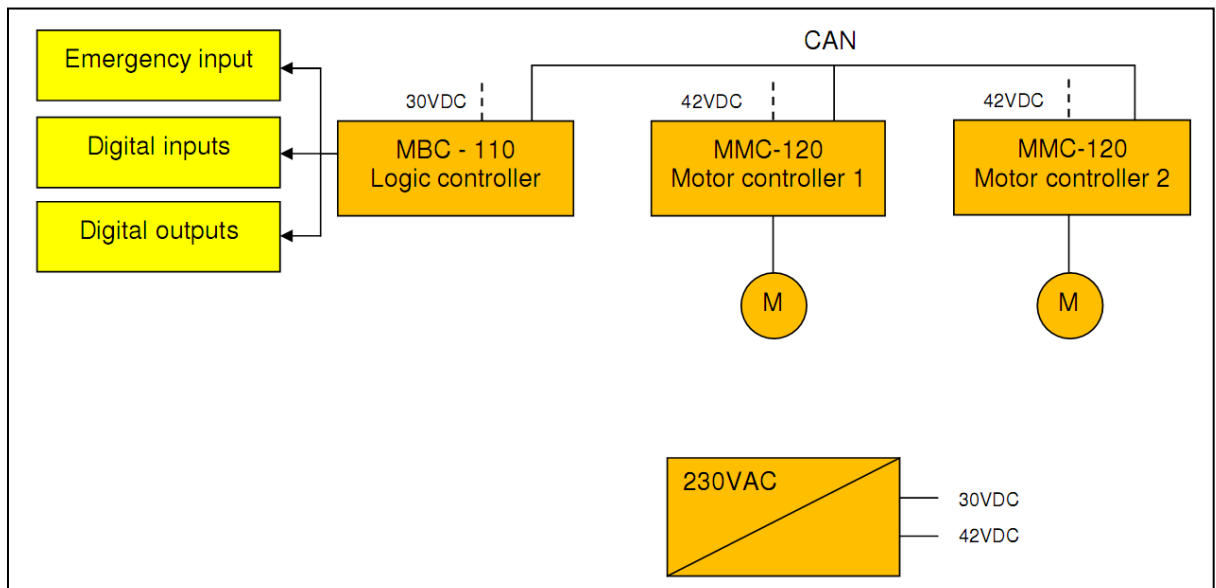 CAN
Emergency input
Digital inputs
Digital outputs
30VDC
MBC - 110
Logic controller
42VDC
MMC-120
Motor controller 1
42VDC
MMC-120
Motor controller 2
M
M
230VAC
30VDC
42VDC